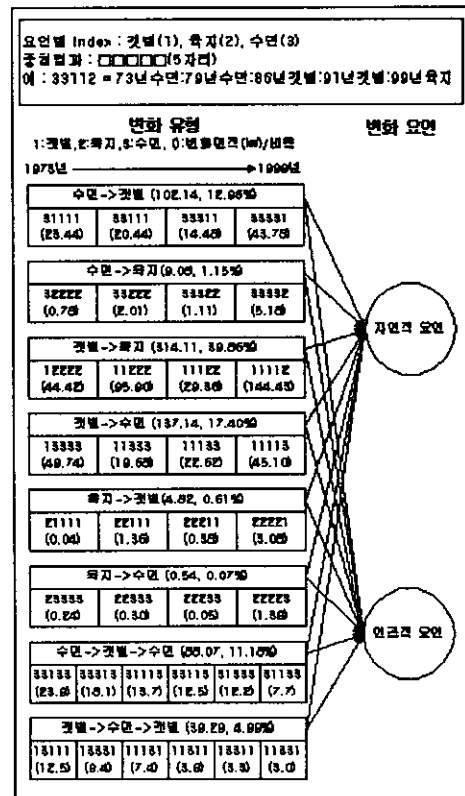 요인별 Index : 갯벌(1), 육지(2), 수면(3)
중첩결과 : □□□□□(5자리)
예 : 33112 = 73년수면:79년수면:86년갯벌:91년갯벌:99년육지
변화 유형
변화 요인
1:갯벌,2:육지,3:수면, ():변화면적(㎢)/비율
1973년
1999년
수면->갯벌 (102.14, 12.96%)
31111 33111 33311 33331
(23.44) (20.44) (14.48) (43.78)
수면->육지(9.08, 1.15%)
32222 33222 33322 33332
(0.78) (2.01) (1.11) (5.18)
갯벌->육지 (314.11, 39.86%)
12222 11222 11122 11112
(44.42) (95.90) (29.36) (144.43)
갯벌->수면 (137.14, 17.40%)
13333 11333 11133 11113
(49.74) (19.68) (22.62) (45.10)
육지->갯벌(4.82, 0.61%)
21111 22111 22211 22221
(0.04) (1.36) (0.38) (3.05)
육지->수면 (0.54, 0.07%)
23333 22333 22233 22223
(0.24) (0.30) (0.05) (1.39)
수면->갯벌->수면 (88.07, 11.18%)
33133 33313 31113 33113 31333 31133
(23.9) (18.1) (13.7) (12.5) (12.2) (7.7)
갯벌->수면->갯벌 (39.29, 4.99%)
13111 13331 11131 11311 13311 11331
(12.5) (9.4) (7.4) (3.8) (3.3) (3.0)
자연적 요인
인간적 요인